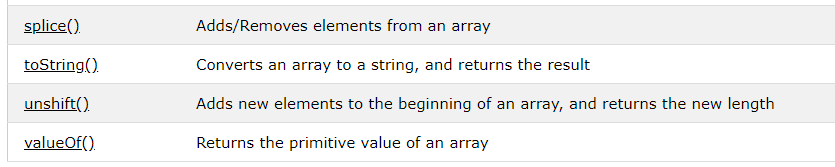 splice() Adds/Removes elements from an array
toString() Converts an array to a string, and returns the result
unshift() Adds new elements to the beginning of an array, and returns the new length
valueOf() Returns the primitive value of an array